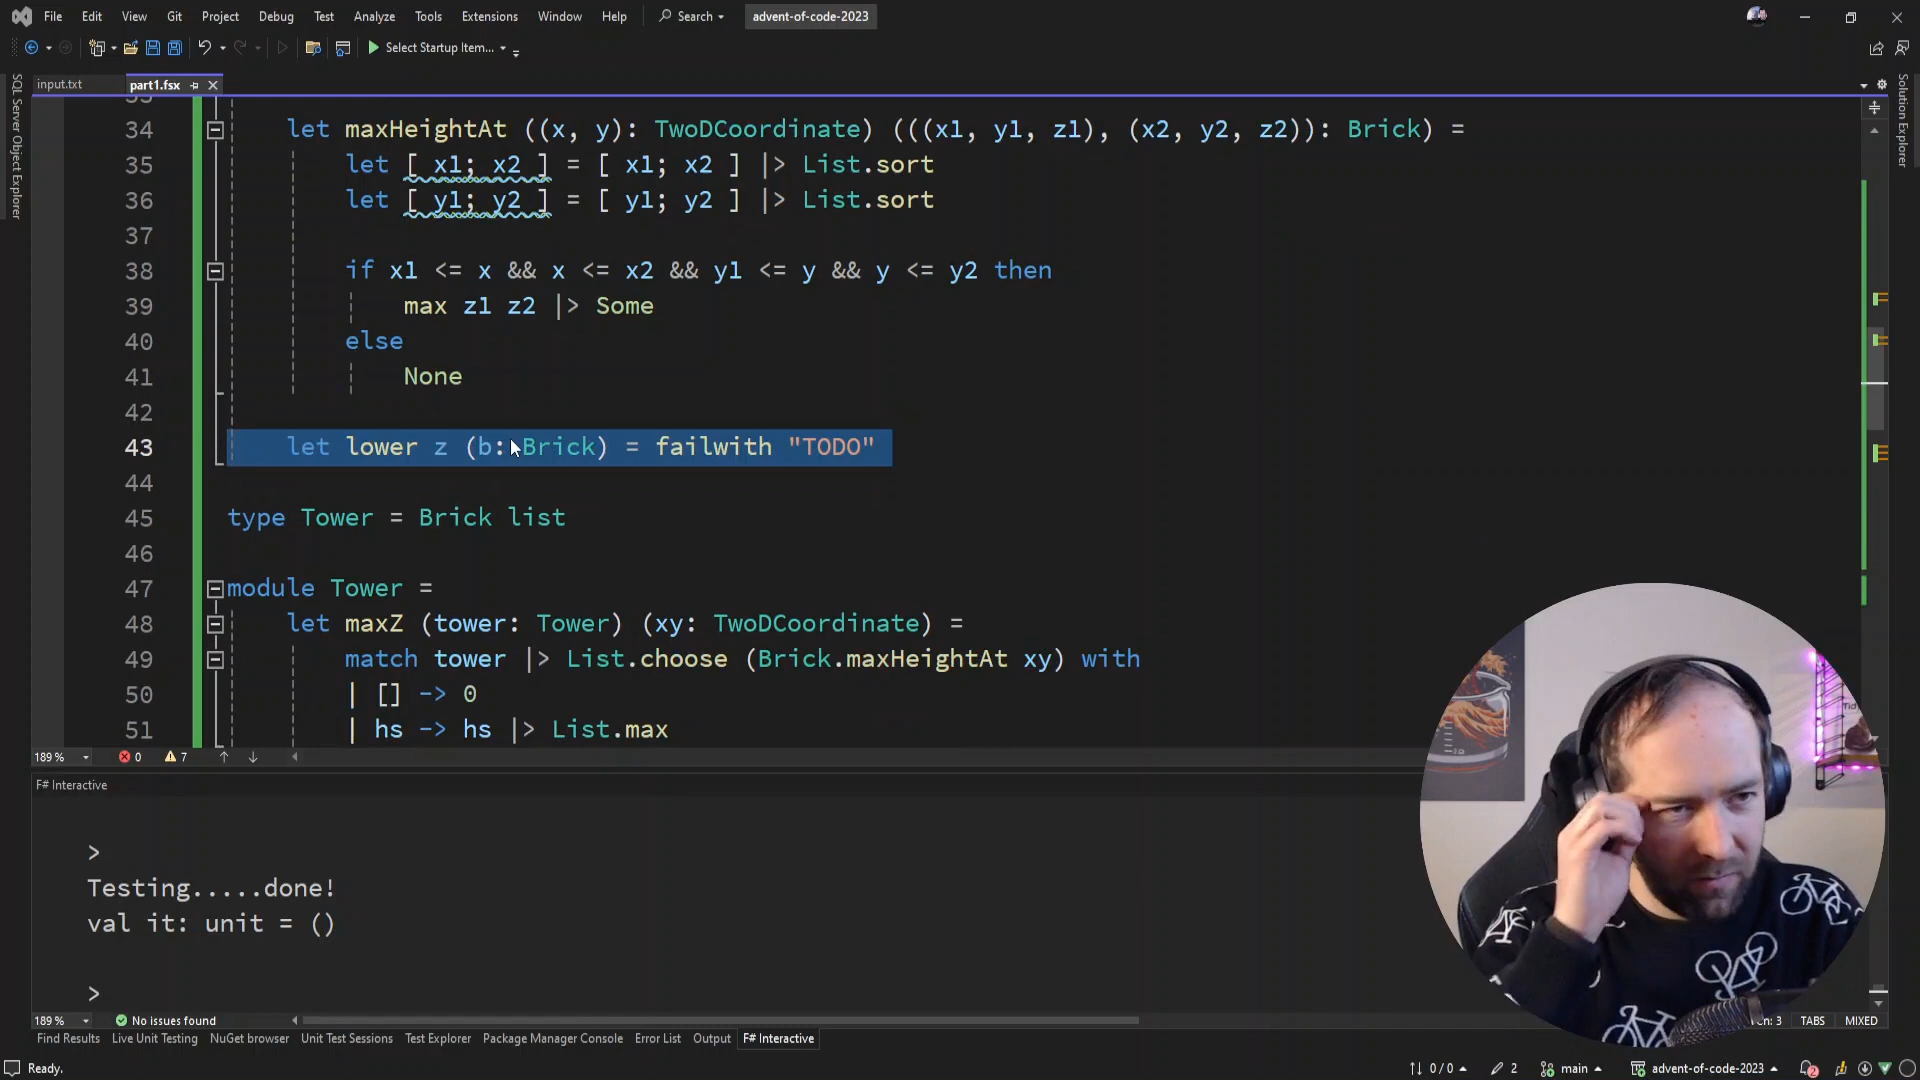 File Edit View Git Project Debug Test Analyze Tools Extensions Window Help Search advent-of-code-2023
Select Startup Item...
input.txt part1.fsx
SQL Server Object Explorer
Solution Explorer
34 let maxHeightAt ((x, y): TwoDCoordinate) (((x1, y1, z1), (x2, y2, z2)): Brick) =
35 let [ x1; x2 ] = [ x1; x2 ] |> List.sort
36 let [ y1; y2 ] = [ y1; y2 ] |> List.sort
37
38 if x1 <= x && x <= x2 && y1 <= y && y <= y2 then
39 max z1 z2 |> Some
40 else
41 None
42
43 let lower z (b: Brick) = failwith "TODO"
44
45 type Tower = Brick list
46
47 module Tower =
48 let maxZ (tower: Tower) (xy: TwoDCoordinate) =
49 match tower |> List.choose (Brick.maxHeightAt xy) with
50 | [] -> 0
51 | hs -> hs |> List.max
189 % 0 7
F# Interactive
>
Testing.....done!
val it: unit = ()
>
189 % No issues found TABS MIXED
Find Results Live Unit Testing NuGet browser Unit Test Sessions Test Explorer Package Manager Console Error List Output F# Interactive
Ready. 0 / 0 2 main advent-of-code-2023 2